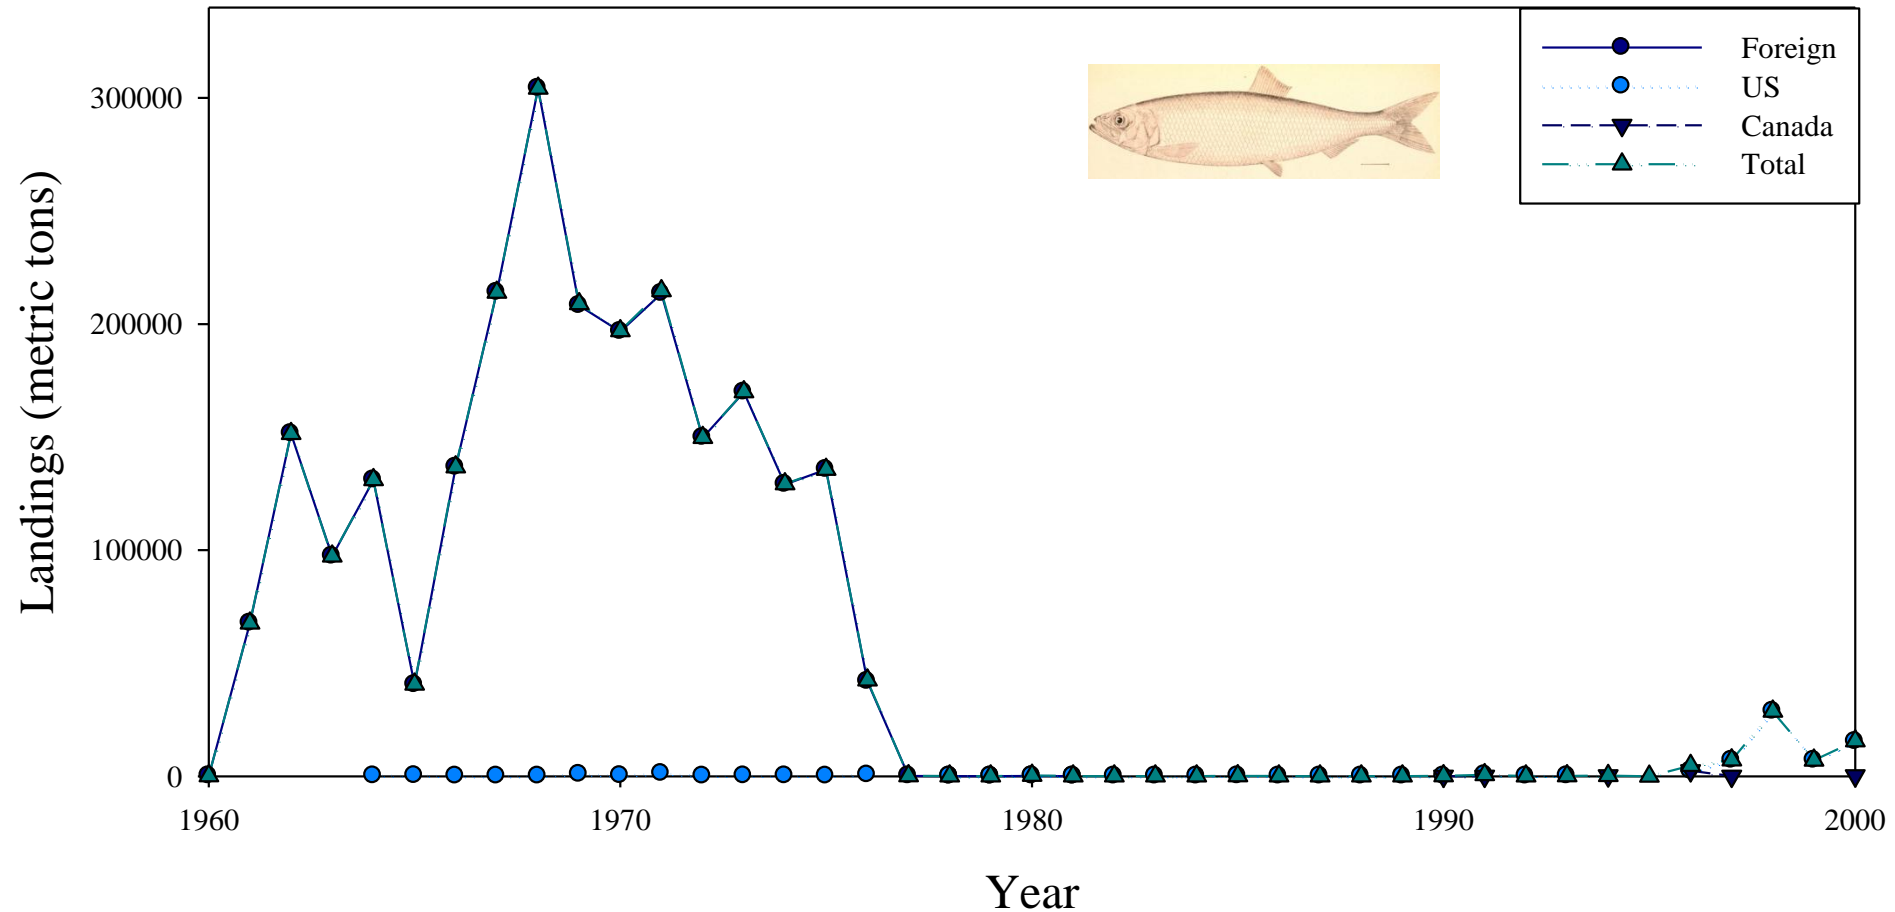 Landings (metric tons)
300000
200000
100000
0
1960
1970
1980
1990
2000
Year
Foreign
US
Canada
Total